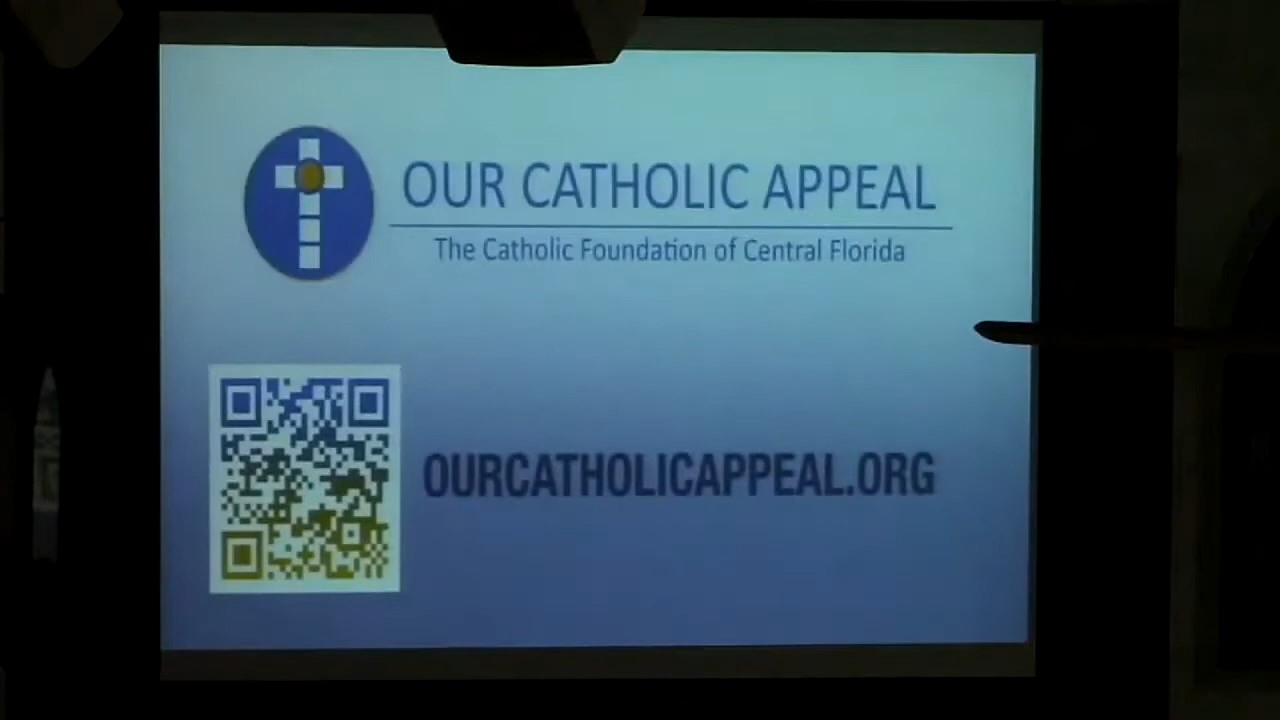 OUR CATHOLIC APPEAL
The Catholic Foundation of Central Florida
OURCATHOLICAPPEAL.ORG